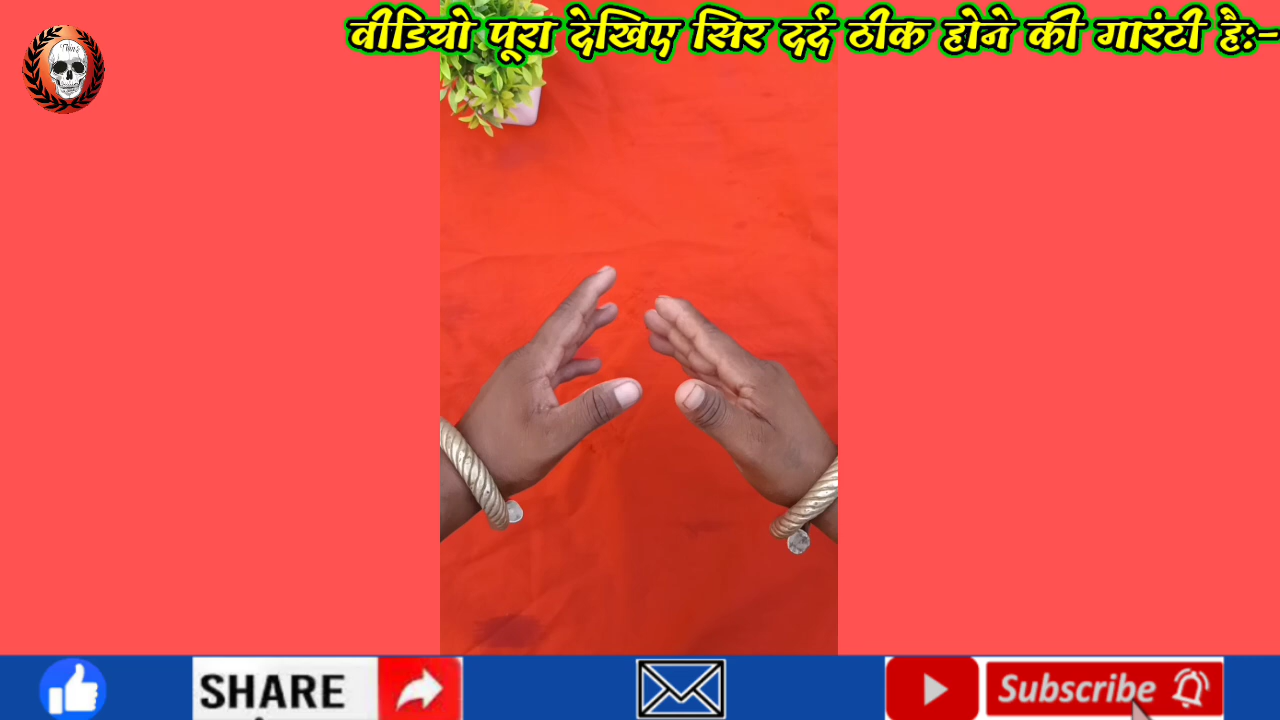 वीडियो पूरा देखिए सिर दर्द ठीक होने की गारंटी है:-
SHARE
Subscribe